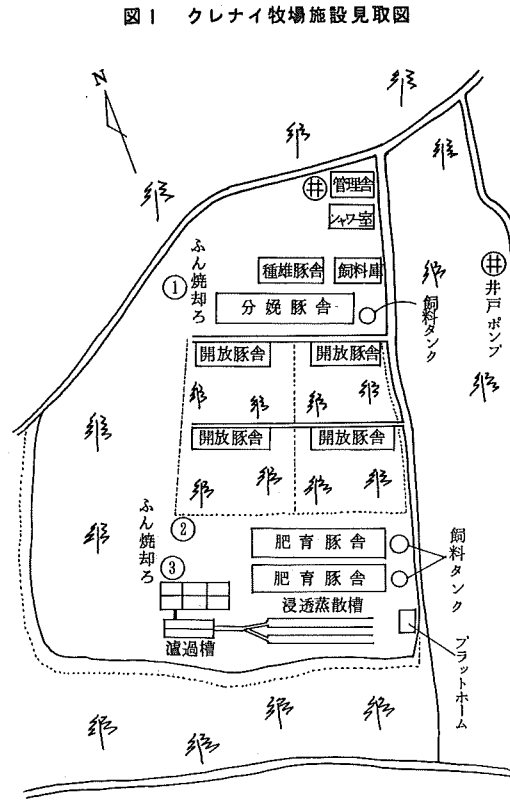 図1 クレナイ牧場施設見取図
N
井
管理舎
シャワー室
ふん焼却ろ
①
種雄豚舎
飼料庫
分娩豚舎
飼料タンク
井
井戸ポンプ
開放豚舎
開放豚舎
開放豚舎
開放豚舎
ふん焼却ろ
②
③
肥育豚舎
肥育豚舎
飼料タンク
浸透蒸散槽
濾過槽
プラットホーム